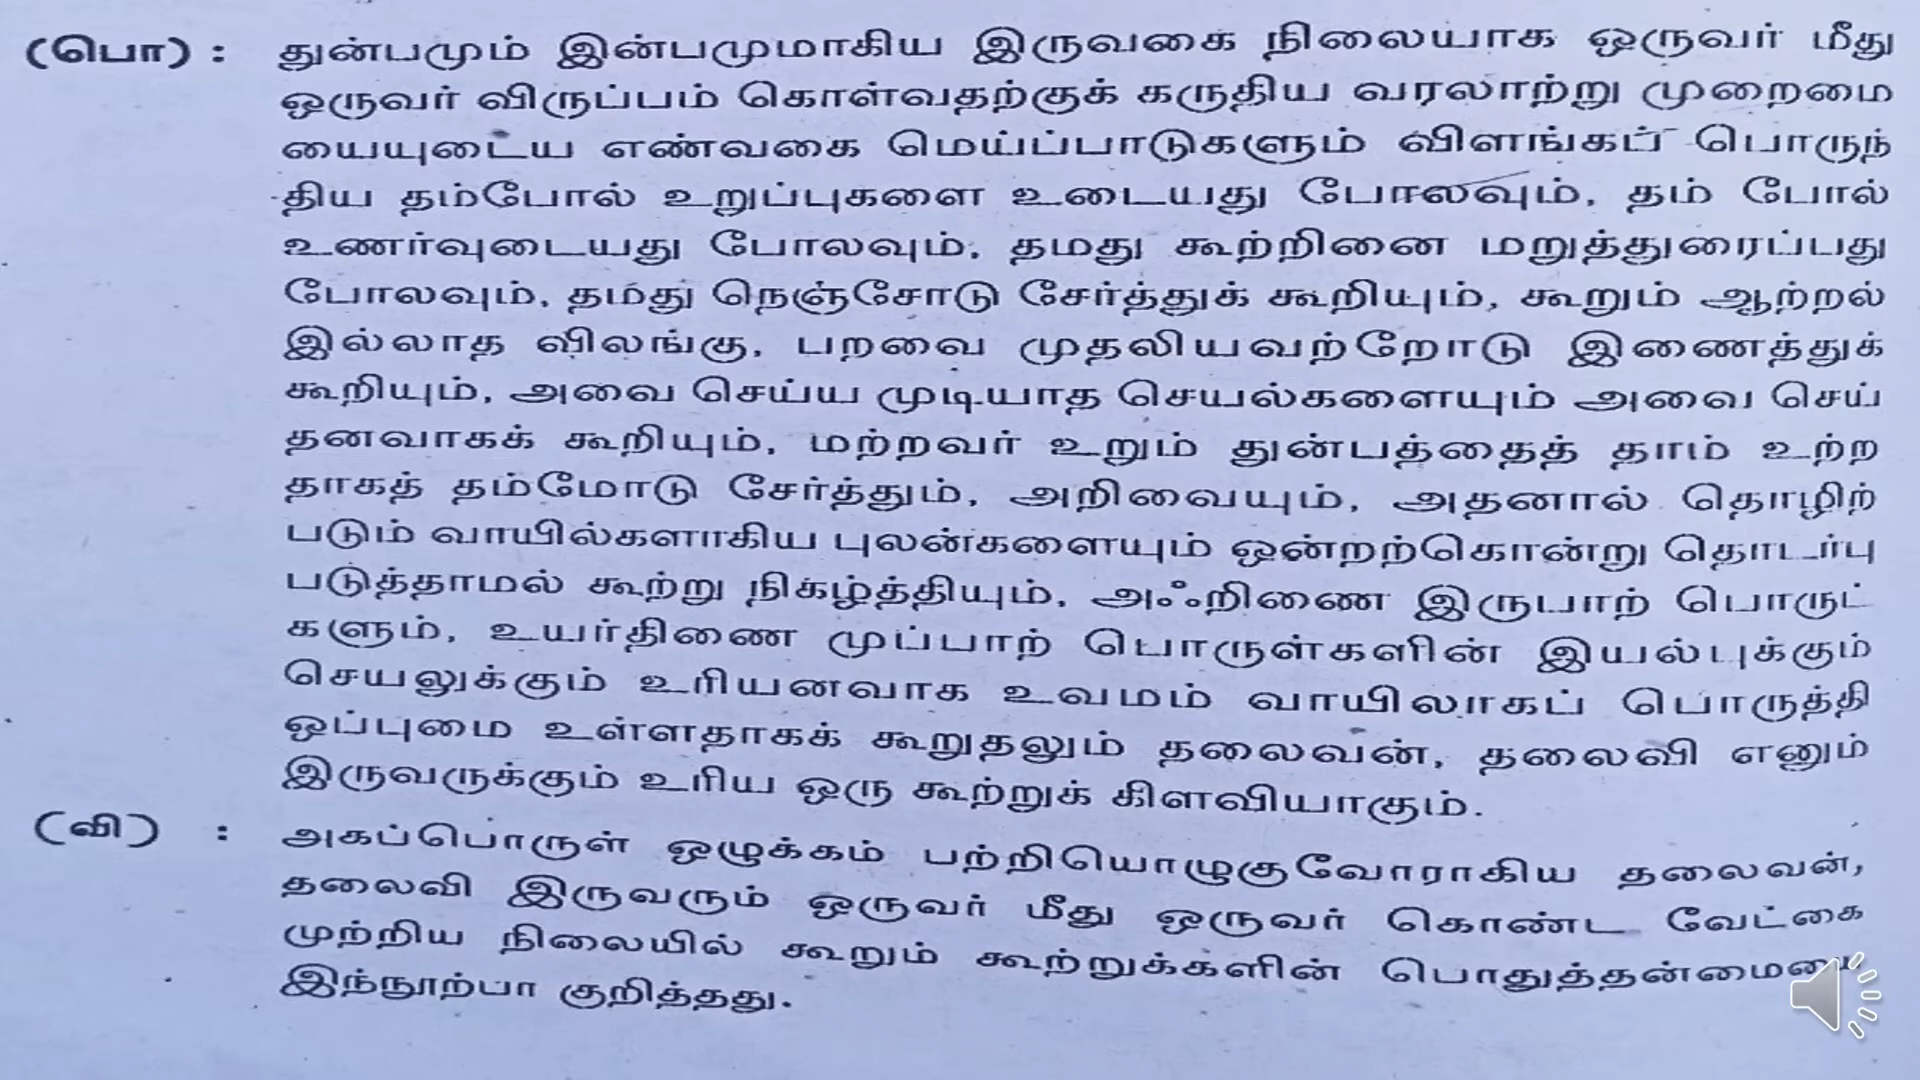 (பொ) : துன்பமும் இன்பமுமாகிய இருவகை நிலையாக ஒருவர் மீது
ஒருவர் விருப்பம் கொள்வதற்குக் கருதிய வரலாற்று முறைமை
யையுடைய எண்வகை மெய்ப்பாடுகளும் விளங்கப் பொருந்
திய தம்போல் உறுப்புகளை உடையது போலவும், தம் போல்
உணர்வுடையது போலவும், தமது கூற்றினை மறுத்துரைப்பது
போலவும், தமது நெஞ்சோடு சேர்த்துக் கூறியும், கூறும் ஆற்றல்
இல்லாத விலங்கு, பறவை முதலியவற்றோடு இணைத்துக்
கூறியும், அவை செய்ய முடியாத செயல்களையும் அவை செய்
தனவாகக் கூறியும், மற்றவர் உறும் துன்பத்தைத் தாம் உற்ற
தாகத் தம்மோடு சேர்த்தும், அறிவையும், அதனால் தொழிற்
படும் வாயில்களாகிய புலன்களையும் ஒன்றற்கொன்று தொடர்பு
படுத்தாமல் கூற்று நிகழ்த்தியும், அஃறிணை இருபாற் பொருட்
களும், உயர்திணை முப்பாற் பொருள்களின் இயல்புக்கும்
செயலுக்கும் உரியனவாக உவமம் வாயிலாகப் பொருத்தி
ஒப்புமை உள்ளதாகக் கூறுதலும் தலைவன், தலைவி எனும்
இருவருக்கும் உரிய ஒரு கூற்றுக் கிளவியாகும்.
(வி) : அகப்பொருள் ஒழுக்கம் பற்றியொழுகுவோராகிய தலைவன்,
தலைவி இருவரும் ஒருவர் மீது ஒருவர் கொண்ட வேட்கை
முற்றிய நிலையில் கூறும் கூற்றுக்களின் பொதுத்தன்மையை
இந்நூற்பா குறித்தது.